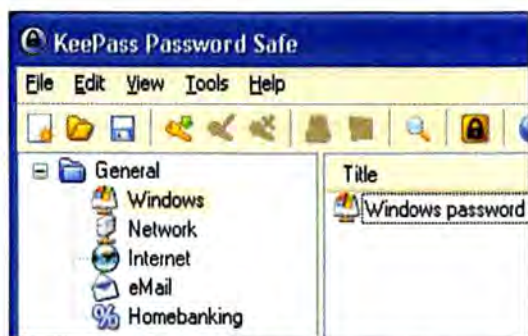 KeePass Password Safe
File Edit View Tools Help
General
Windows
Network
Internet
eMail
Homebanking
Title
Windows password